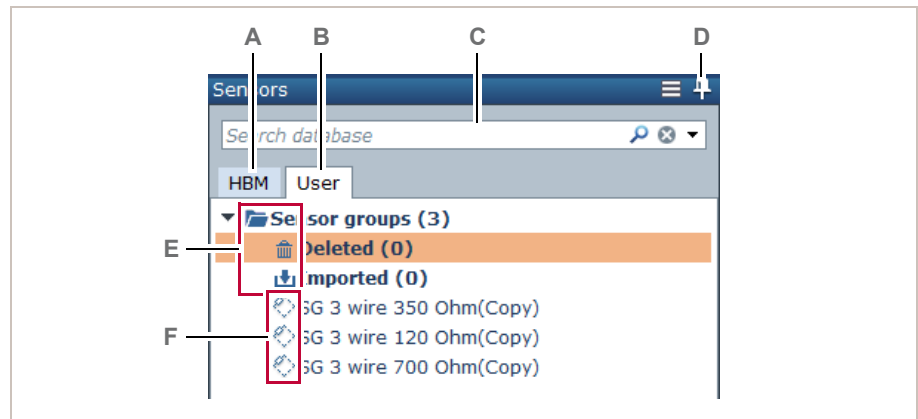 A B C D
Sensors
Search database
HBM User
Sensor groups (3)
E
Deleted (0)
Imported (0)
SG 3 wire 350 Ohm(Copy)
F
SG 3 wire 120 Ohm(Copy)
SG 3 wire 700 Ohm(Copy)